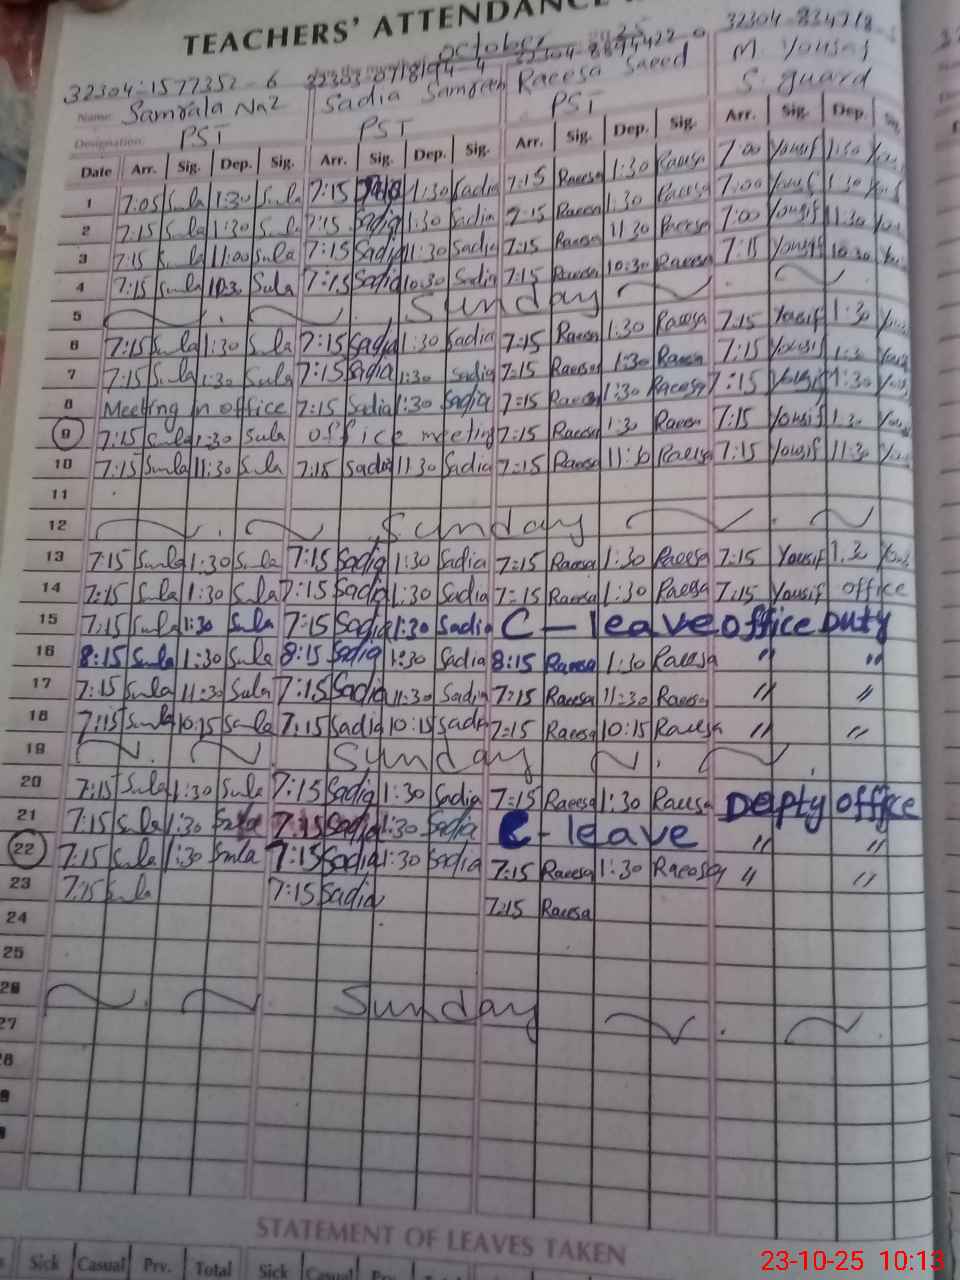 TEACHERS' ATTENDANCE
October 25
32304-1577352-6
Name: Samrala Naz Sadia Samreen Raeesa Saeed M. Yousaf
Designation: PST PST PST S. guard
Date Arr. Sig. Dep. Sig. Arr. Sig. Dep. Sig. Arr. Sig. Dep. Sig. Arr. Sig. Dep. Sig.
1 7:05 Sula 1:30 Sula 7:15 Sadia 1:30 Sadia 7:15 Raeesa 1:30 Raeesa 7:00 Yousif 1:30
2 7:15 Sula 1:30 Sula 7:15 Sadia 1:30 Sadia 7:15 Raeesa 1:30 Raeesa 7:00 Yousif 1:30
3 7:15 Sula 11:00 Sula 7:15 Sadia 11:30 Sadia 7:15 Raeesa 11:30 Raeesa 7:00 Yousif 11:30
4 7:15 Sula 10:30 Sula 7:15 Sadia 10:30 Sadia 7:15 Raeesa 10:30 Raeesa 7:15 Yousif 10:30
5 Sunday
6 7:15 Sula 1:30 Sula 7:15 Sadia 1:30 Sadia 7:15 Raeesa 1:30 Raeesa 7:15 Yousif 1:30
7 7:15 Sula 1:30 Sula 7:15 Sadia 1:30 Sadia 7:15 Raeesa 1:30 Raeesa 7:15 Yousif 1:30
8 Meeting in office 7:15 Sadia 1:30 Sadia 7:15 Raeesa 1:30 Raeesa 7:15 Yousif 1:30
9 7:15 Sula 1:30 Sula office meeting 7:15 Raeesa 1:30 Raeesa 7:15 Yousif 1:30
10 7:15 Sumla 11:30 Sula 7:15 Sadia 11:30 Sadia 7:15 Raeesa 11:30 Raeesa 7:15 Yousif 11:30
11
12 Sunday
13 7:15 Sumla 1:30 Sula 7:15 Sadia 1:30 Sadia 7:15 Raeesa 1:30 Raeesa 7:15 Yousif 1:30
14 7:15 Sula 1:30 Sula 7:15 Sadia 1:30 Sadia 7:15 Raeesa 1:30 Raeesa 7:15 Yousif office
15 7:15 Sumla 1:30 Sula 7:15 Sadia 1:30 Sadia C - leave office Duty
16 8:15 Sumla 1:30 Sula 8:15 Sadia 1:30 Sadia 8:15 Raeesa 1:30 Raeesa " "
17 7:15 Sula 11:30 Sula 7:15 Sadia 11:30 Sadia 7:15 Raeesa 11:30 Raeesa " "
18 7:15 Sumla 10:15 Sumla 7:15 Sadia 10:15 Sadia 7:15 Raeesa 10:15 Raeesa " "
19 Sunday
20 7:15 Sula 1:30 Sula 7:15 Sadia 1:30 Sadia 7:15 Raeesa 1:30 Raeesa Depty office
21 7:15 Sula 1:30 Sula 7:15 Sadia 1:30 Sadia C - leave " "
22 7:15 Sula 1:30 Sumla 7:15 Sadia 1:30 Sadia 7:15 Raeesa 1:30 Raeesa " "
23 7:15 Sula 7:15 Sadia 7:15 Raeesa
24
25
26 Sunday
27
STATEMENT OF LEAVES TAKEN
Sick Casual Prv. Total Sick Casual
23-10-25 10:13